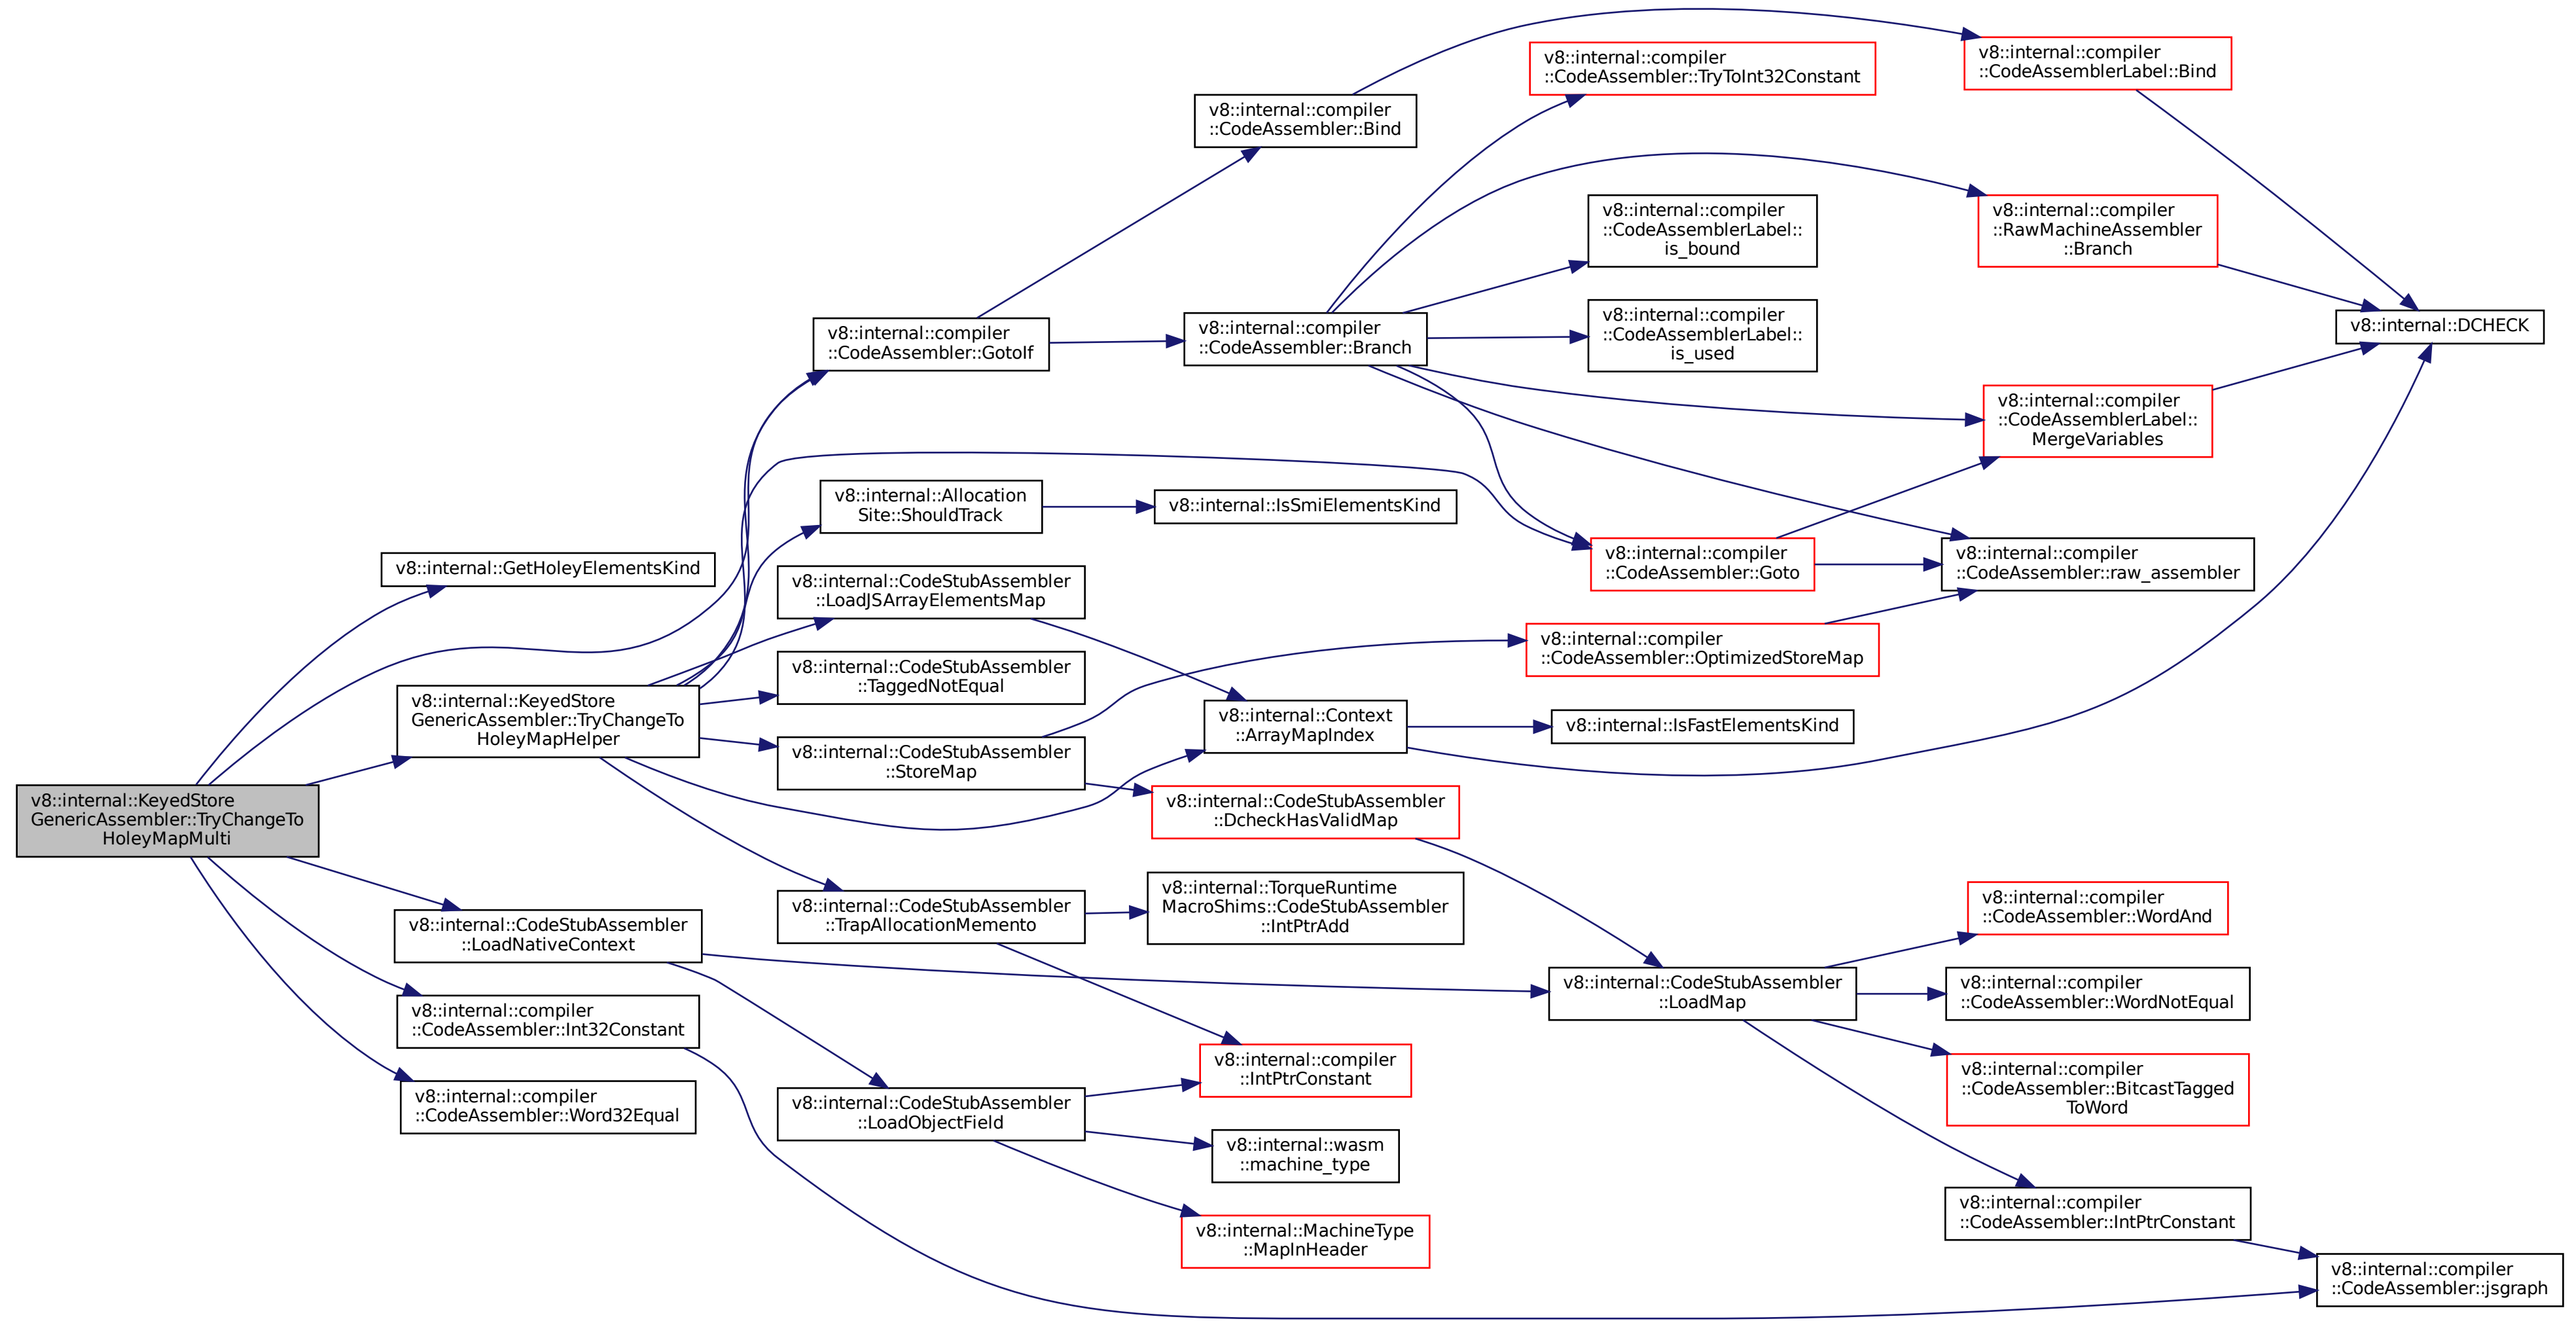 v8::internal::KeyedStore
GenericAssembler::TryChangeTo
HoleyMapMulti
v8::internal::GetHoleyElementsKind
v8::internal::KeyedStore
GenericAssembler::TryChangeTo
HoleyMapHelper
v8::internal::CodeStubAssembler
::LoadNativeContext
v8::internal::compiler
::CodeAssembler::Int32Constant
v8::internal::compiler
::CodeAssembler::Word32Equal
v8::internal::compiler
::CodeAssembler::GotoIf
v8::internal::Allocation
Site::ShouldTrack
v8::internal::CodeStubAssembler
::LoadJSArrayElementsMap
v8::internal::CodeStubAssembler
::TaggedNotEqual
v8::internal::CodeStubAssembler
::StoreMap
v8::internal::CodeStubAssembler
::TrapAllocationMemento
v8::internal::CodeStubAssembler
::LoadObjectField
v8::internal::compiler
::CodeAssembler::Bind
v8::internal::compiler
::CodeAssembler::Branch
v8::internal::IsSmiElementsKind
v8::internal::Context
::ArrayMapIndex
v8::internal::CodeStubAssembler
::DcheckHasValidMap
v8::internal::TorqueRuntime
MacroShims::CodeStubAssembler
::IntPtrAdd
v8::internal::compiler
::IntPtrConstant
v8::internal::wasm
::machine_type
v8::internal::MachineType
::MapInHeader
v8::internal::compiler
::CodeAssembler::TryToInt32Constant
v8::internal::compiler
::CodeAssemblerLabel::
is_bound
v8::internal::compiler
::CodeAssemblerLabel::
is_used
v8::internal::compiler
::CodeAssembler::Goto
v8::internal::compiler
::CodeAssembler::OptimizedStoreMap
v8::internal::IsFastElementsKind
v8::internal::CodeStubAssembler
::LoadMap
v8::internal::compiler
::CodeAssemblerLabel::Bind
v8::internal::compiler
::RawMachineAssembler
::Branch
v8::internal::compiler
::CodeAssemblerLabel::
MergeVariables
v8::internal::compiler
::CodeAssembler::raw_assembler
v8::internal::compiler
::CodeAssembler::WordAnd
v8::internal::compiler
::CodeAssembler::WordNotEqual
v8::internal::compiler
::CodeAssembler::BitcastTagged
ToWord
v8::internal::compiler
::CodeAssembler::IntPtrConstant
v8::internal::DCHECK
v8::internal::compiler
::CodeAssembler::jsgraph